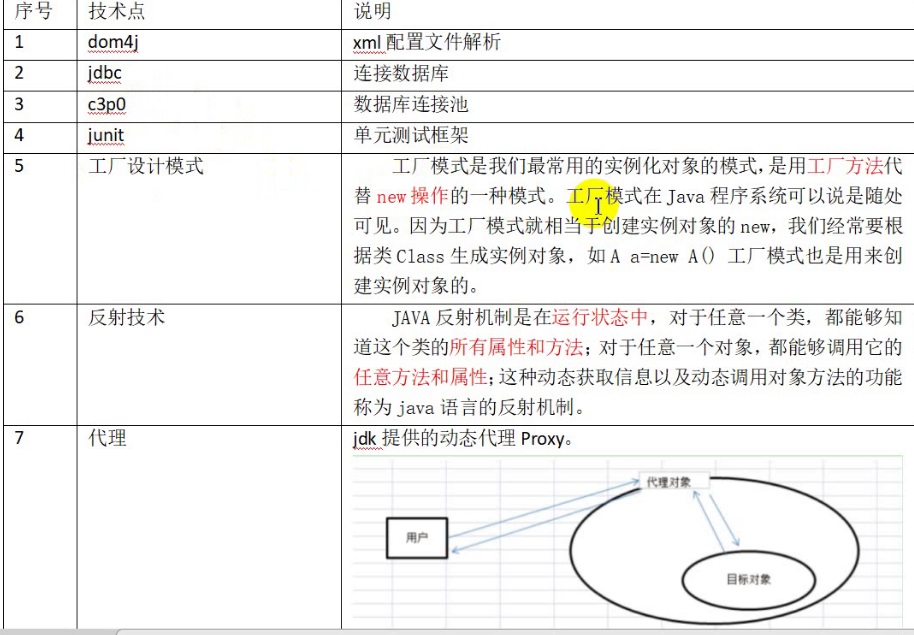 序号 技术点 说明
1 dom4j xml 配置文件解析
2 jdbc 连接数据库
3 c3p0 数据库连接池
4 junit 单元测试框架
5 工厂设计模式 工厂模式是我们最常用的实例化对象的模式,是用工厂方法代
替 new 操作的一种模式。工厂模式在 Java 程序系统可以说是随处
可见。因为工厂模式就相当于创建实例对象的 new，我们经常要根
据类 Class 生成实例对象，如 A a=new A() 工厂模式也是用来创
建实例对象的。
6 反射技术 JAVA 反射机制是在运行状态中，对于任意一个类，都能够知
道这个类的所有属性和方法；对于任意一个对象，都能够调用它的
任意方法和属性；这种动态获取信息以及动态调用对象方法的功能
称为 java 语言的反射机制。
7 代理 jdk 提供的动态代理 Proxy。
代理对象
用户
目标对象